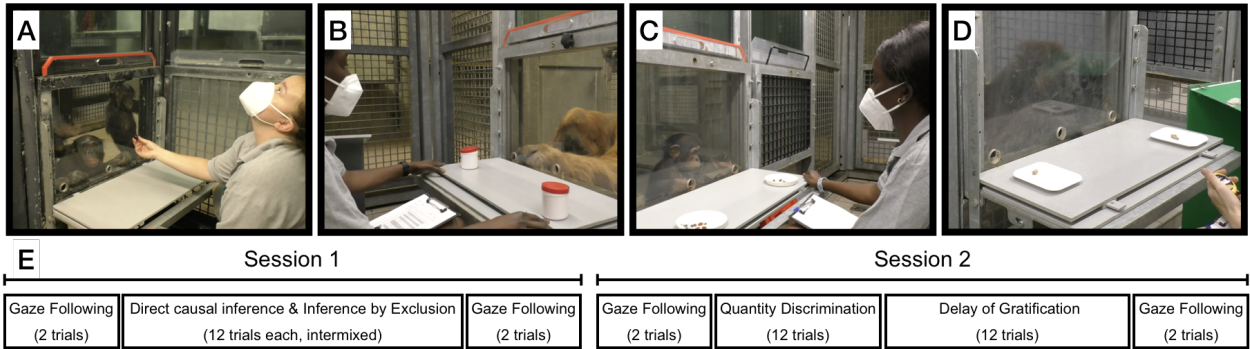 A
B
C
D
E
Session 1
Session 2
Gaze Following
(2 trials)
Direct causal inference & Inference by Exclusion
(12 trials each, intermixed)
Gaze Following
(2 trials)
Gaze Following
(2 trials)
Quantity Discrimination
(12 trials)
Delay of Gratification
(12 trials)
Gaze Following
(2 trials)